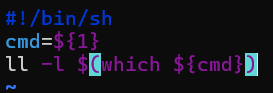 #!/bin/sh
cmd=${1}
ll -l $(which ${cmd})
~